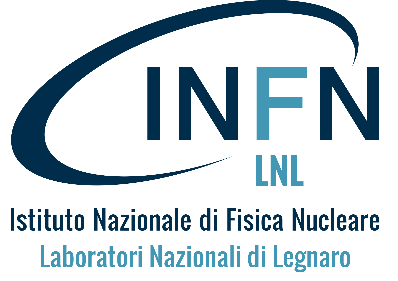 INFN
LNL
Istituto Nazionale di Fisica Nucleare
Laboratori Nazionali di Legnaro